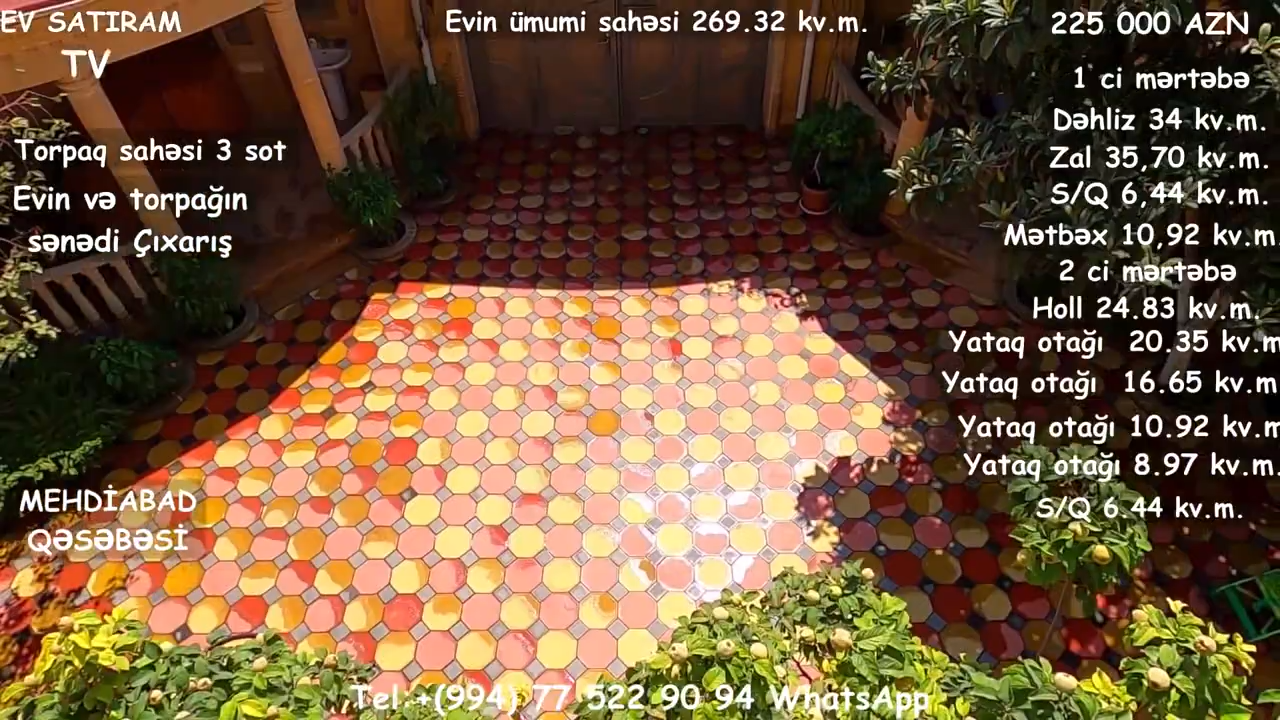 EV SATIRAM
TV
Evin ümumi sahəsi 269.32 kv.m.
225 000 AZN
Torpaq sahəsi 3 sot
Evin və torpağın
sənədi Çıxarış
1 ci mərtəbə
Dəhliz 34 kv.m.
Zal 35,70 kv.m.
S/Q 6,44 kv.m.
Mətbəx 10,92 kv.m.
2 ci mərtəbə
Holl 24.83 kv.m.
Yataq otağı 20.35 kv.m
Yataq otağı 16.65 kv.m
Yataq otağı 10.92 kv.m
Yataq otağı 8.97 kv.m.
S/Q 6.44 kv.m.
MEHDİABAD
QƏSƏBƏSİ
Tel:+(994) 77 522 90 94 WhatsApp